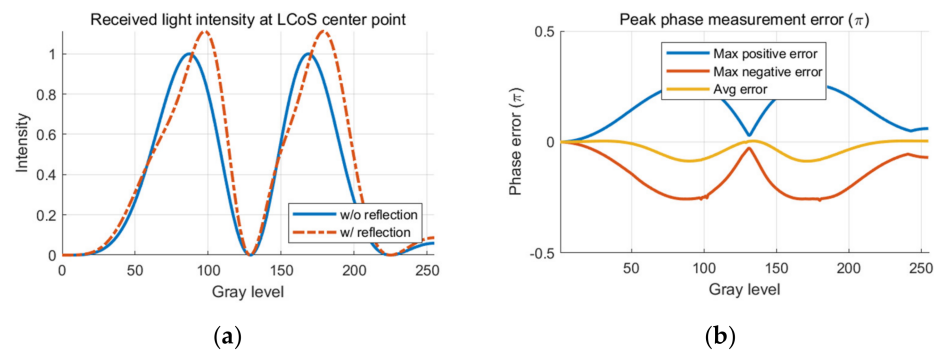 Received light intensity at LCoS center point
Intensity
1
0.8
0.6
0.4
0.2
0
0
50
100
150
200
250
Gray level
w/o reflection
w/ reflection
(a)
Peak phase measurement error (π)
Phase error (π)
0.5
0
-0.5
50
100
150
200
250
Gray level
Max positive error
Max negative error
Avg error
(b)